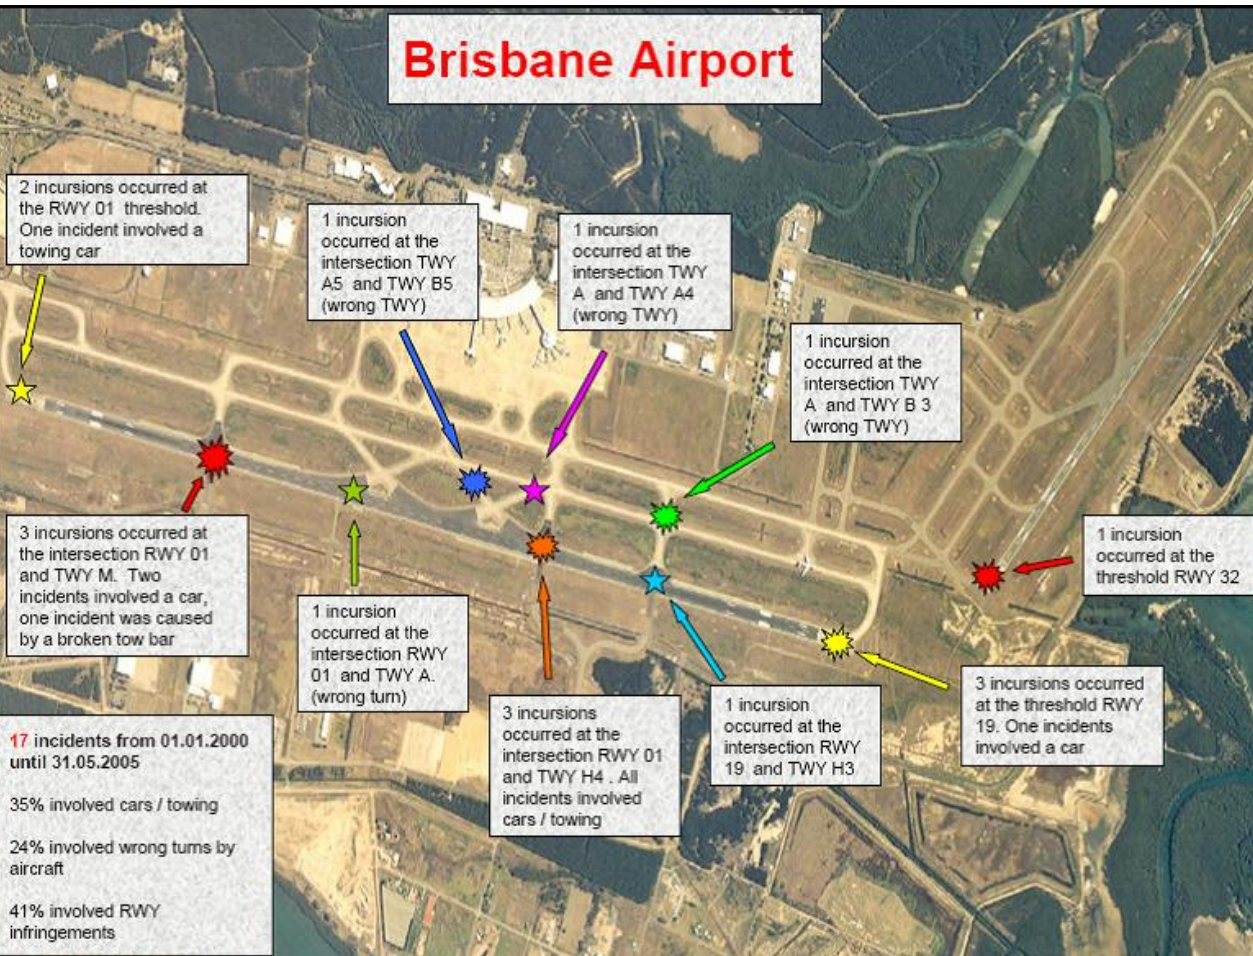 Brisbane Airport
2 incursions occurred at
the RWY 01 threshold.
One incident involved a
towing car
1 incursion
occurred at the
intersection TWY
A5 and TWY B5
(wrong TWY)
1 incursion
occurred at the
intersection TWY
A and TWY A4
(wrong TWY)
1 incursion
occurred at the
intersection TWY
A and TWY B 3
(wrong TWY)
3 incursions occurred at
the intersection RWY 01
and TWY M. Two
incidents involved a car,
one incident was caused
by a broken tow bar
1 incursion
occurred at the
threshold RWY 32
1 incursion
occurred at the
intersection RWY
01 and TWY A.
(wrong turn)
3 incursions
occurred at the
intersection RWY 01
and TWY H4 . All
incidents involved
cars / towing
1 incursion
occurred at the
intersection RWY
19 and TWY H3
3 incursions occurred
at the threshold RWY
19. One incidents
involved a car
17 incidents from 01.01.2000
until 31.05.2005
35% involved cars / towing
24% involved wrong turns by
aircraft
41% involved RWY
infringements